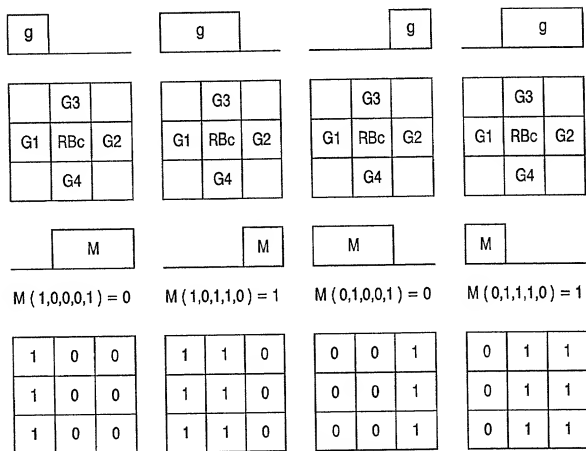 g g g g
G3 G3 G3 G3
G1 RBc G2 G1 RBc G2 G1 RBc G2 G1 RBc G2
G4 G4 G4 G4
M M M M
M (1,0,0,0,1) = 0 M (1,0,1,1,0) = 1 M (0,1,0,0,1) = 0 M (0,1,1,1,0) = 1
1 0 0 1 1 0 0 0 1 0 1 1
1 0 0 1 1 0 0 0 1 0 1 1
1 0 0 1 1 0 0 0 1 0 1 1